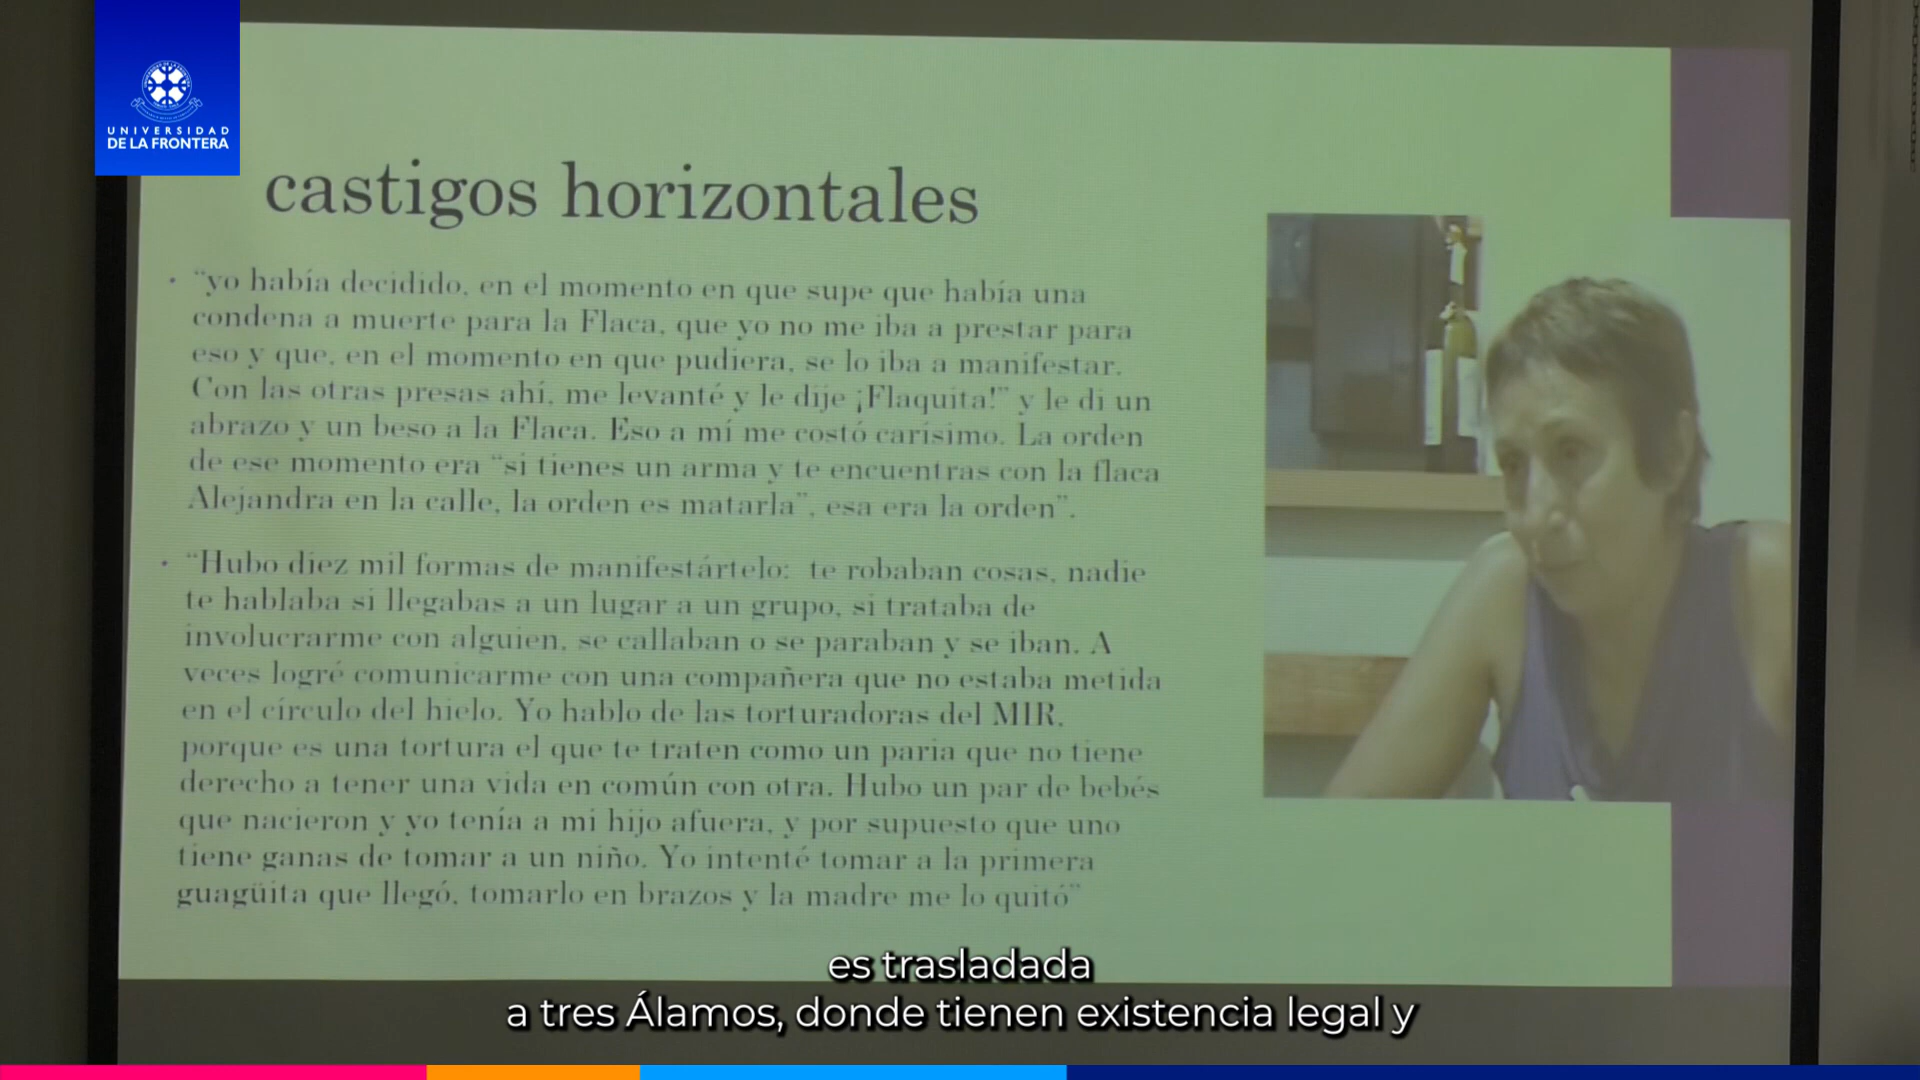 UNIVERSIDAD
DE LA FRONTERA
castigos horizontales
• “yo había decidido, en el momento en que supe que había una
condena a muerte para la Flaca, que yo no me iba a prestar para
eso y que, en el momento en que pudiera, se lo iba a manifestar.
Con las otras presas ahí, me levanté y le dije ¡Flaquita!” y le di un
abrazo y un beso a la Flaca. Eso a mí me costó carísimo. La orden
de ese momento era “si tienes un arma y te encuentras con la flaca
Alejandra en la calle, la orden es matarla”, esa era la orden”.
• “Hubo diez mil formas de manifestártelo: te robaban cosas, nadie
te hablaba si llegabas a un lugar a un grupo, si trataba de
involucrarme con alguien, se callaban o se paraban y se iban. A
veces logré comunicarme con una compañera que no estaba metida
en el círculo del hielo. Yo hablo de las torturadoras del MIR,
porque es una tortura el que te traten como un paria que no tiene
derecho a tener una vida en común con otra. Hubo un par de bebés
que nacieron y yo tenía a mi hijo afuera, y por supuesto que uno
tiene ganas de tomar a un niño. Yo intenté tomar a la primera
guagüita que llegó, tomarlo en brazos y la madre me lo quitó”
es trasladada
a tres Álamos, donde tienen existencia legal y